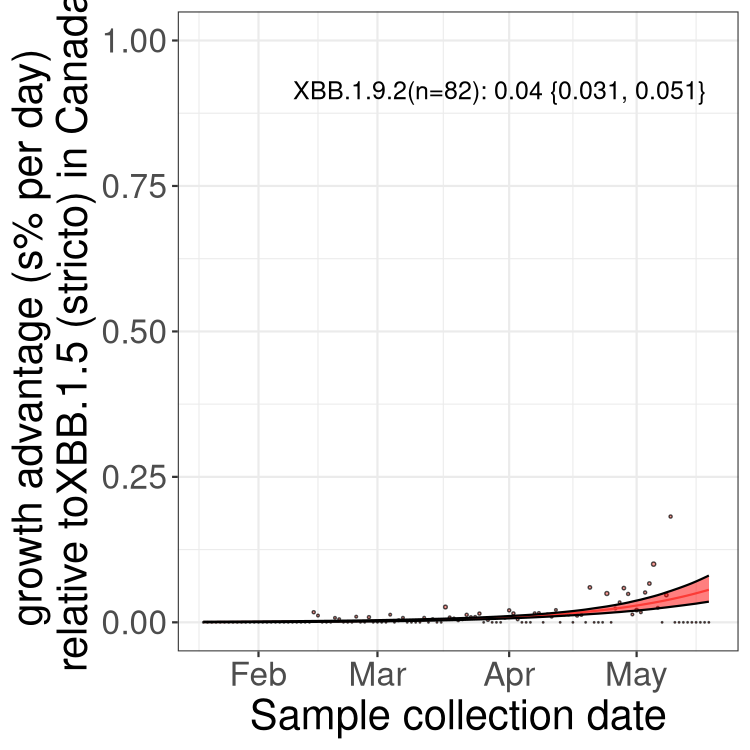 growth advantage (s% per day)
relative toXBB.1.5 (stricto) in Canada
1.00
0.75
0.50
0.25
0.00
XBB.1.9.2(n=82): 0.04 {0.031, 0.051}
Feb Mar Apr May
Sample collection date